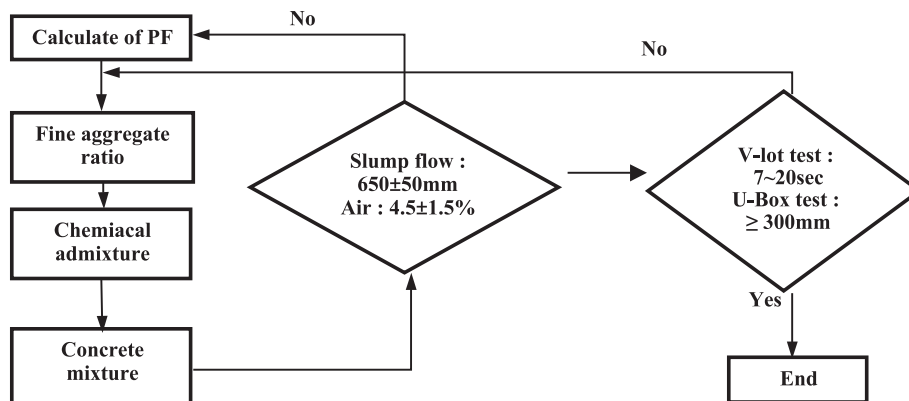 No
Calculate of PF
No
Fine aggregate
ratio
Slump flow :
650±50mm
Air : 4.5±1.5%
V-lot test :
7~20sec
U-Box test :
≥ 300mm
Chemiacal
admixture
Yes
Concrete
mixture
End